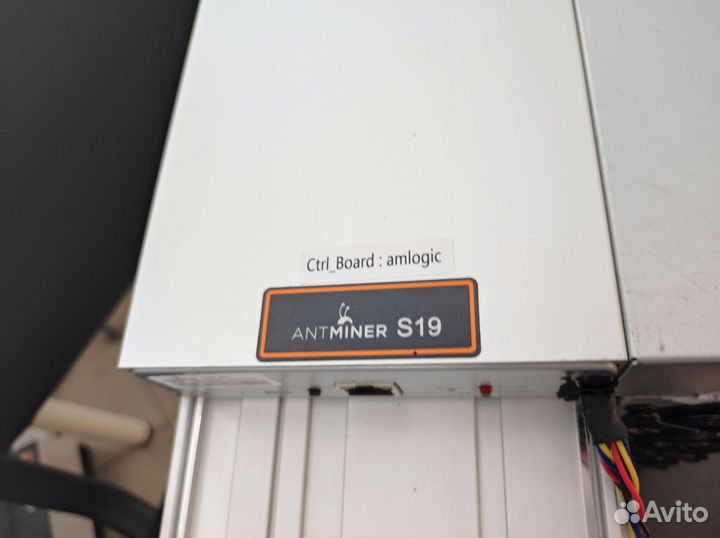 Ctrl_Board : amlogic
ANTMINER S19
Avito